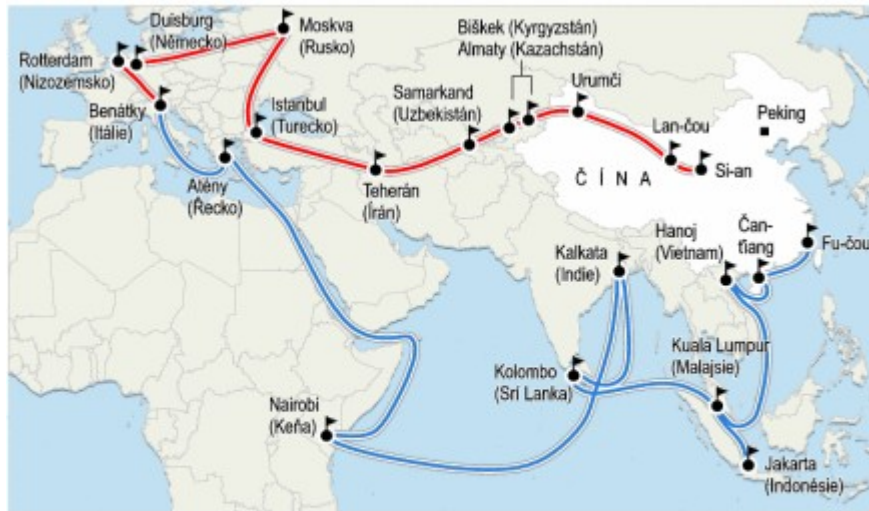 Duisburg
(Německo)
Moskva
(Rusko)
Biškek (Kyrgyzstán)
Almaty (Kazachstán)
Rotterdam
(Nizozemsko)
Samarkand
(Uzbekistán)
Urumči
Benátky
(Itálie)
Istanbul
(Turecko)
Lan-čou
Peking
Si-an
Atény
(Řecko)
Teherán
(Írán)
ČÍNA
Kalkata
(Indie)
Hanoj
(Vietnam)
Čan-
ťiang
Fu-čou
Kolombo
(Srí Lanka)
Kuala Lumpur
(Malajsie)
Nairobi
(Keňa)
Jakarta
(Indonésie)